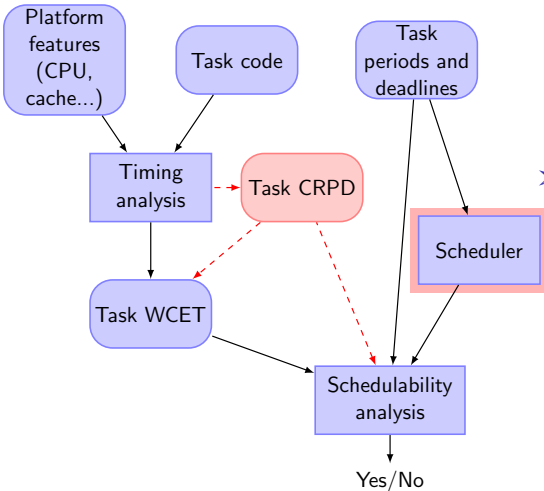 Platform
features
(CPU,
cache...)
Task code
Task
periods and
deadlines
Timing
analysis
Task CRPD
Scheduler
Task WCET
Schedulability
analysis
Yes/No